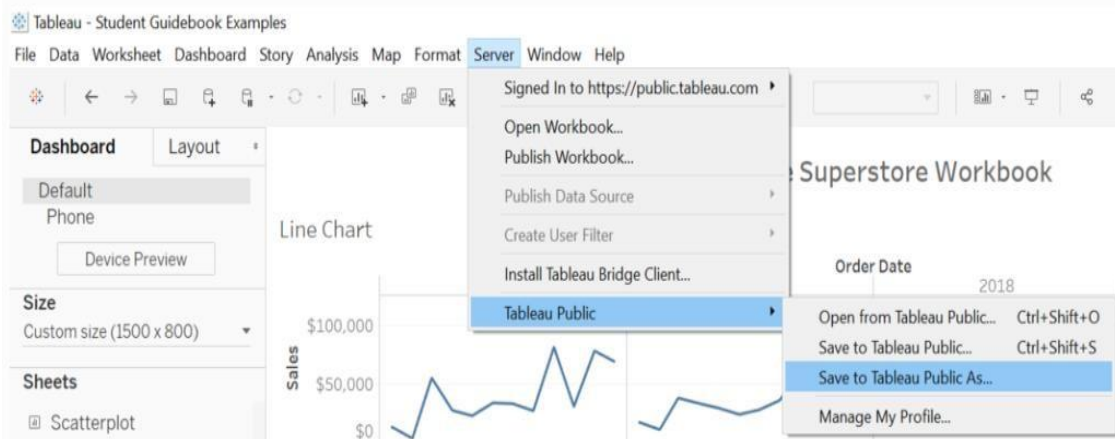 Tableau - Student Guidebook Examples
File Data Worksheet Dashboard Story Analysis Map Format Server Window Help
Signed In to https://public.tableau.com
Open Workbook...
Publish Workbook...
Publish Data Source
Create User Filter
Install Tableau Bridge Client...
Tableau Public
Open from Tableau Public... Ctrl+Shift+O
Save to Tableau Public... Ctrl+Shift+S
Save to Tableau Public As...
Manage My Profile...
Dashboard Layout
Default
Phone
Device Preview
Size
Custom size (1500 x 800)
Sheets
Scatterplot
Superstore Workbook
Line Chart
Order Date
2018
Sales
$100,000
$50,000
$0